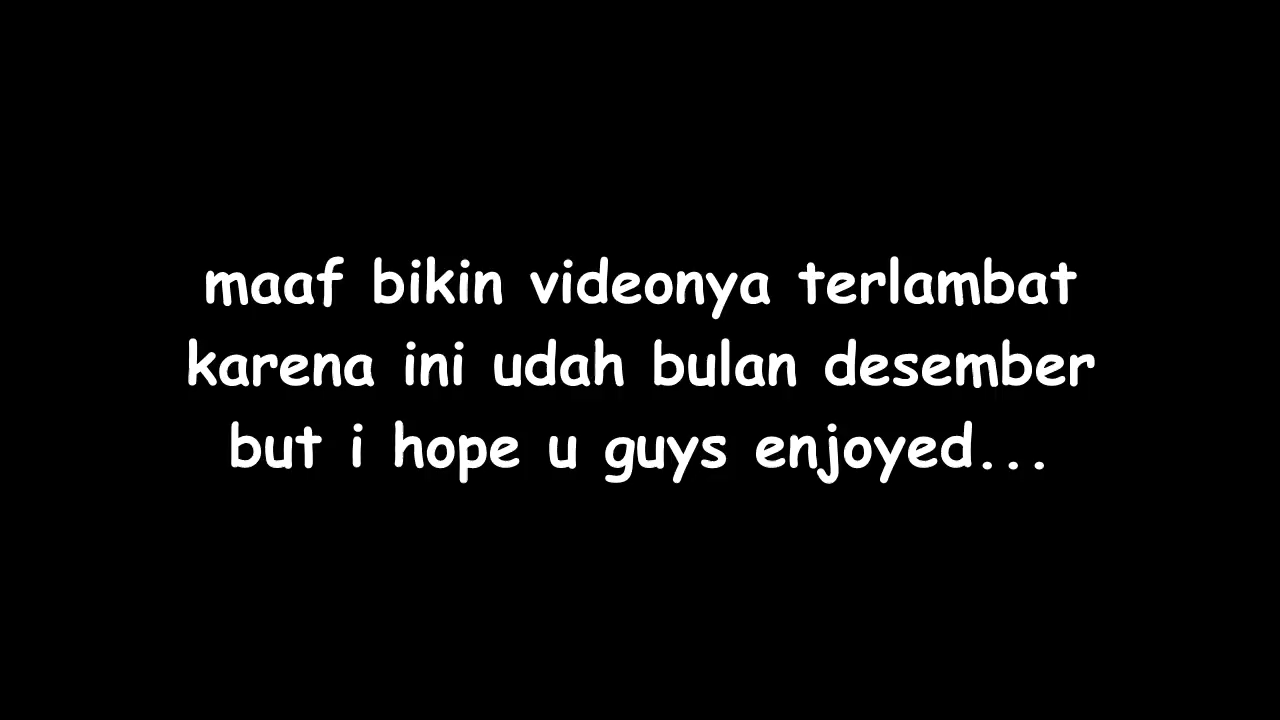 maaf bikin videonya terlambat
karena ini udah bulan desember
but i hope u guys enjoyed...